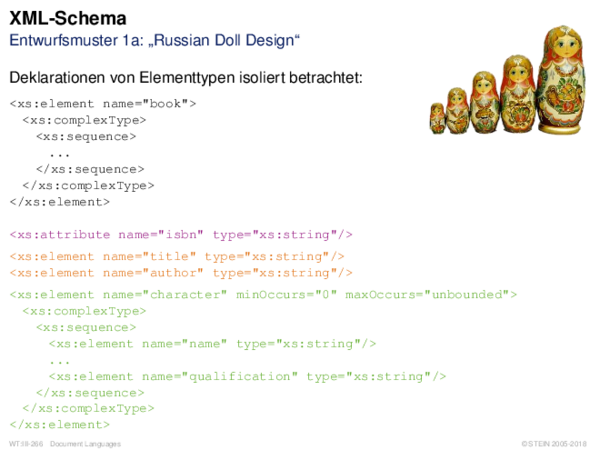 XML-Schema
Entwurfsmuster 1a: „Russian Doll Design“
Deklarationen von Elementtypen isoliert betrachtet:
<xs:element name="book">
  <xs:complexType>
    <xs:sequence>
      ...
    </xs:sequence>
  </xs:complexType>
</xs:element>
<xs:attribute name="isbn" type="xs:string"/>
<xs:element name="title" type="xs:string"/>
<xs:element name="author" type="xs:string"/>
<xs:element name="character" minOccurs="0" maxOccurs="unbounded">
  <xs:complexType>
    <xs:sequence>
      <xs:element name="name" type="xs:string"/>
      ...
      <xs:element name="qualification" type="xs:string"/>
    </xs:sequence>
  </xs:complexType>
</xs:element>
WT:III-266 Document Languages
© STEIN 2005-2018